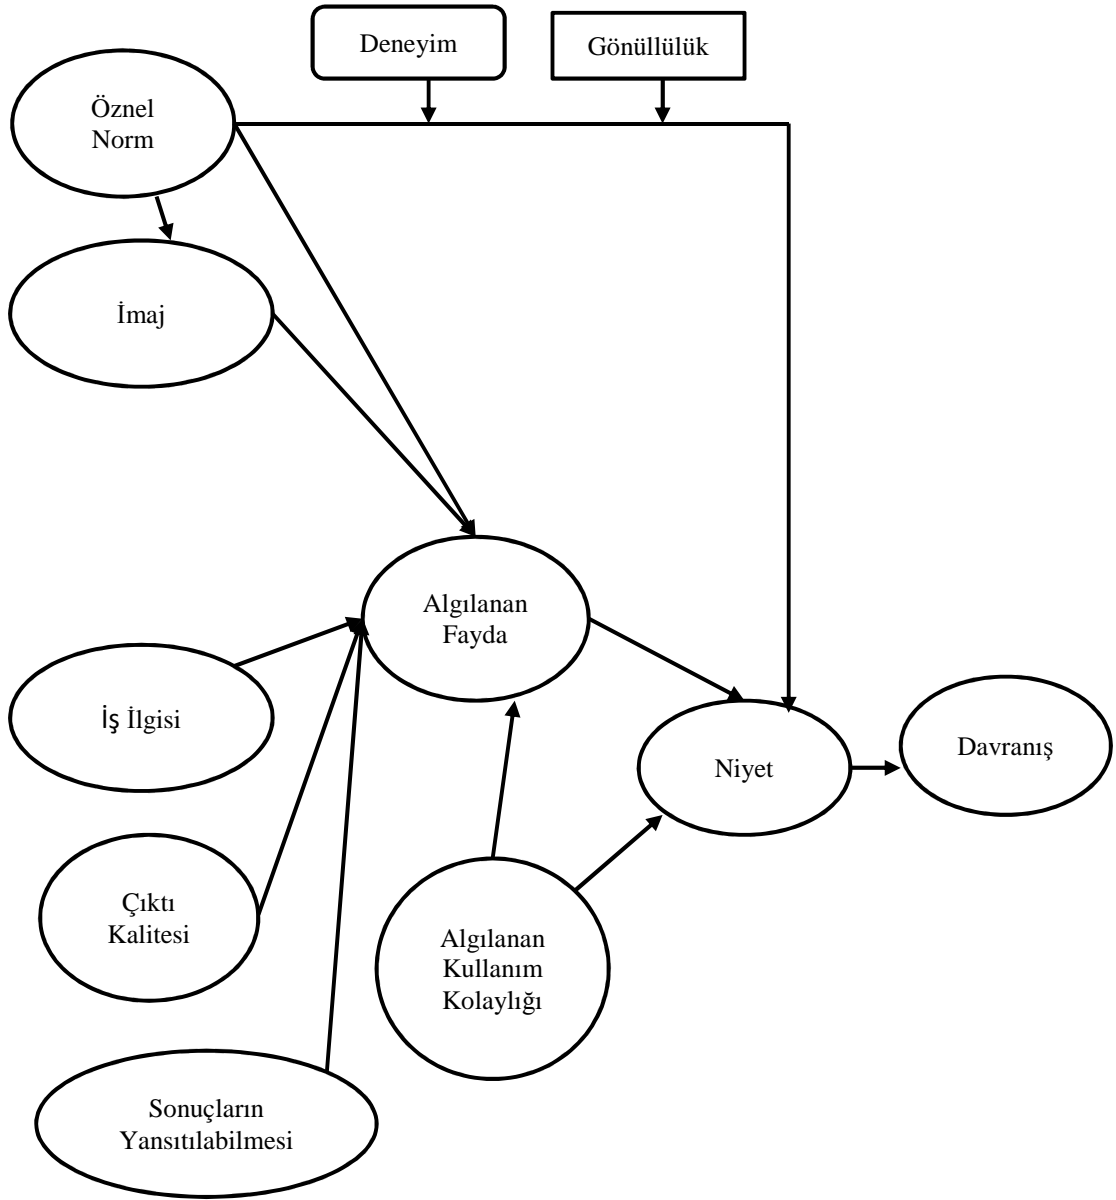 Deneyim
Gönüllülük
Öznel
Norm
İmaj
Algılanan
Fayda
İş İlgisi
Niyet
Davranış
Çıktı
Kalitesi
Algılanan
Kullanım
Kolaylığı
Sonuçların
Yansıtılabilmesi